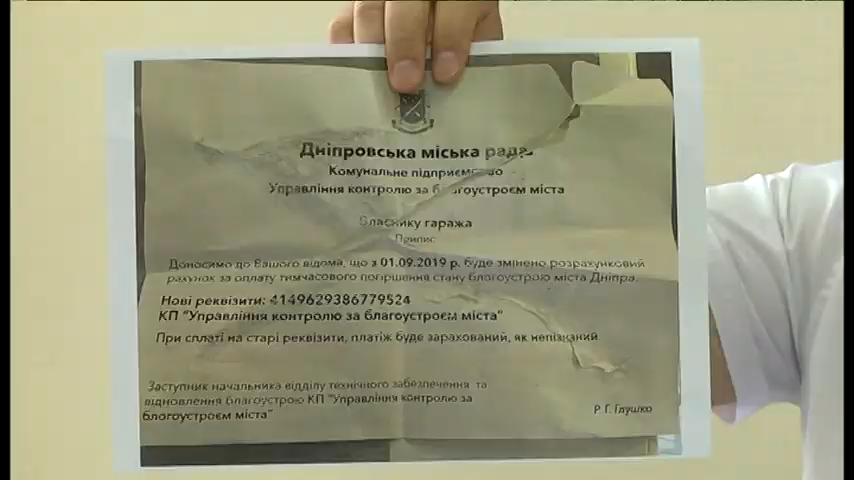 Дніпровська міська рада
Комунальне підприємство
Управління контролю за благоустроєм міста
Власнику гаража
Припис
Доносимо до Вашого відома, що з 01.09.2019 р. буде змінено розрахунковий
рахунок за оплату тимчасового погіршення стану благоустрою міста Дніпра.
Нові реквізити: 4149629386779524
КП "Управління контролю за благоустроєм міста"
При сплаті на старі реквізити, платіж буде зарахований, як непізнаний
Заступник начальника відділу технічного забезпечення та
відновлення благоустрою КП "Управління контролю за
благоустроєм міста"
Р. Г. Глушко